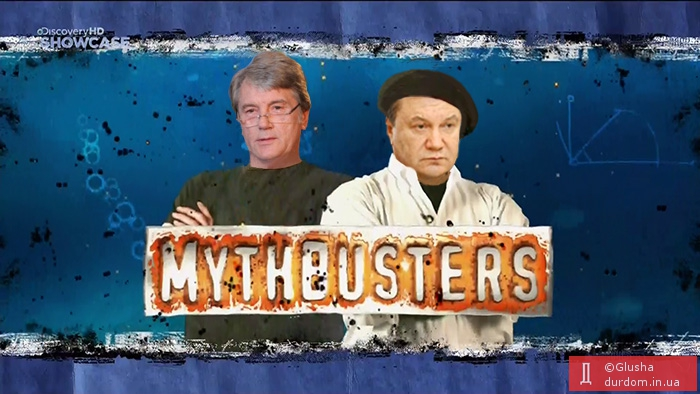 Discovery HD
SHOWCASE
MYTHBUSTERS
Д
©Glusha
durdom.in.ua